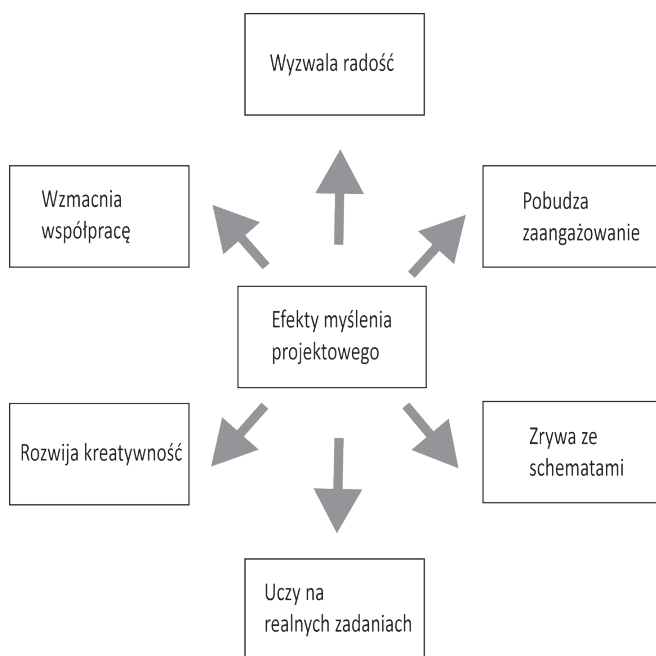 Wyzwala radość
Wzmacnia
współpracę
Pobudza
zaangażowanie
Efekty myślenia
projektowego
Rozwija kreatywność
Zrywa ze
schematami
Uczy na
realnych zadaniach